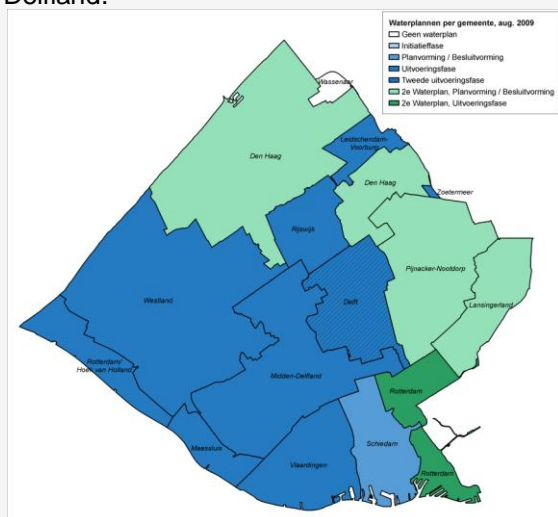 Delfland.
Waterplannen per gemeente, aug. 2009
Geen waterplan
Initiatieffase
Planvorming / Besluitvorming
Uitvoeringsfase
Tweede uitvoeringsfase
2e Waterplan, Planvorming / Besluitvorming
2e Waterplan, Uitvoeringsfase
Wassenaar
Leidschendam-
Voorburg
Den Haag
Den Haag
Zoetermeer
Rijswijk
Pijnacker-Nootdorp
Westland
Delft
Lansingerland
Rotterdam/
Hoek van Holland
Midden-Delfland
Rotterdam
Maassluis
Schiedam
Vlaardingen
Rotterdam